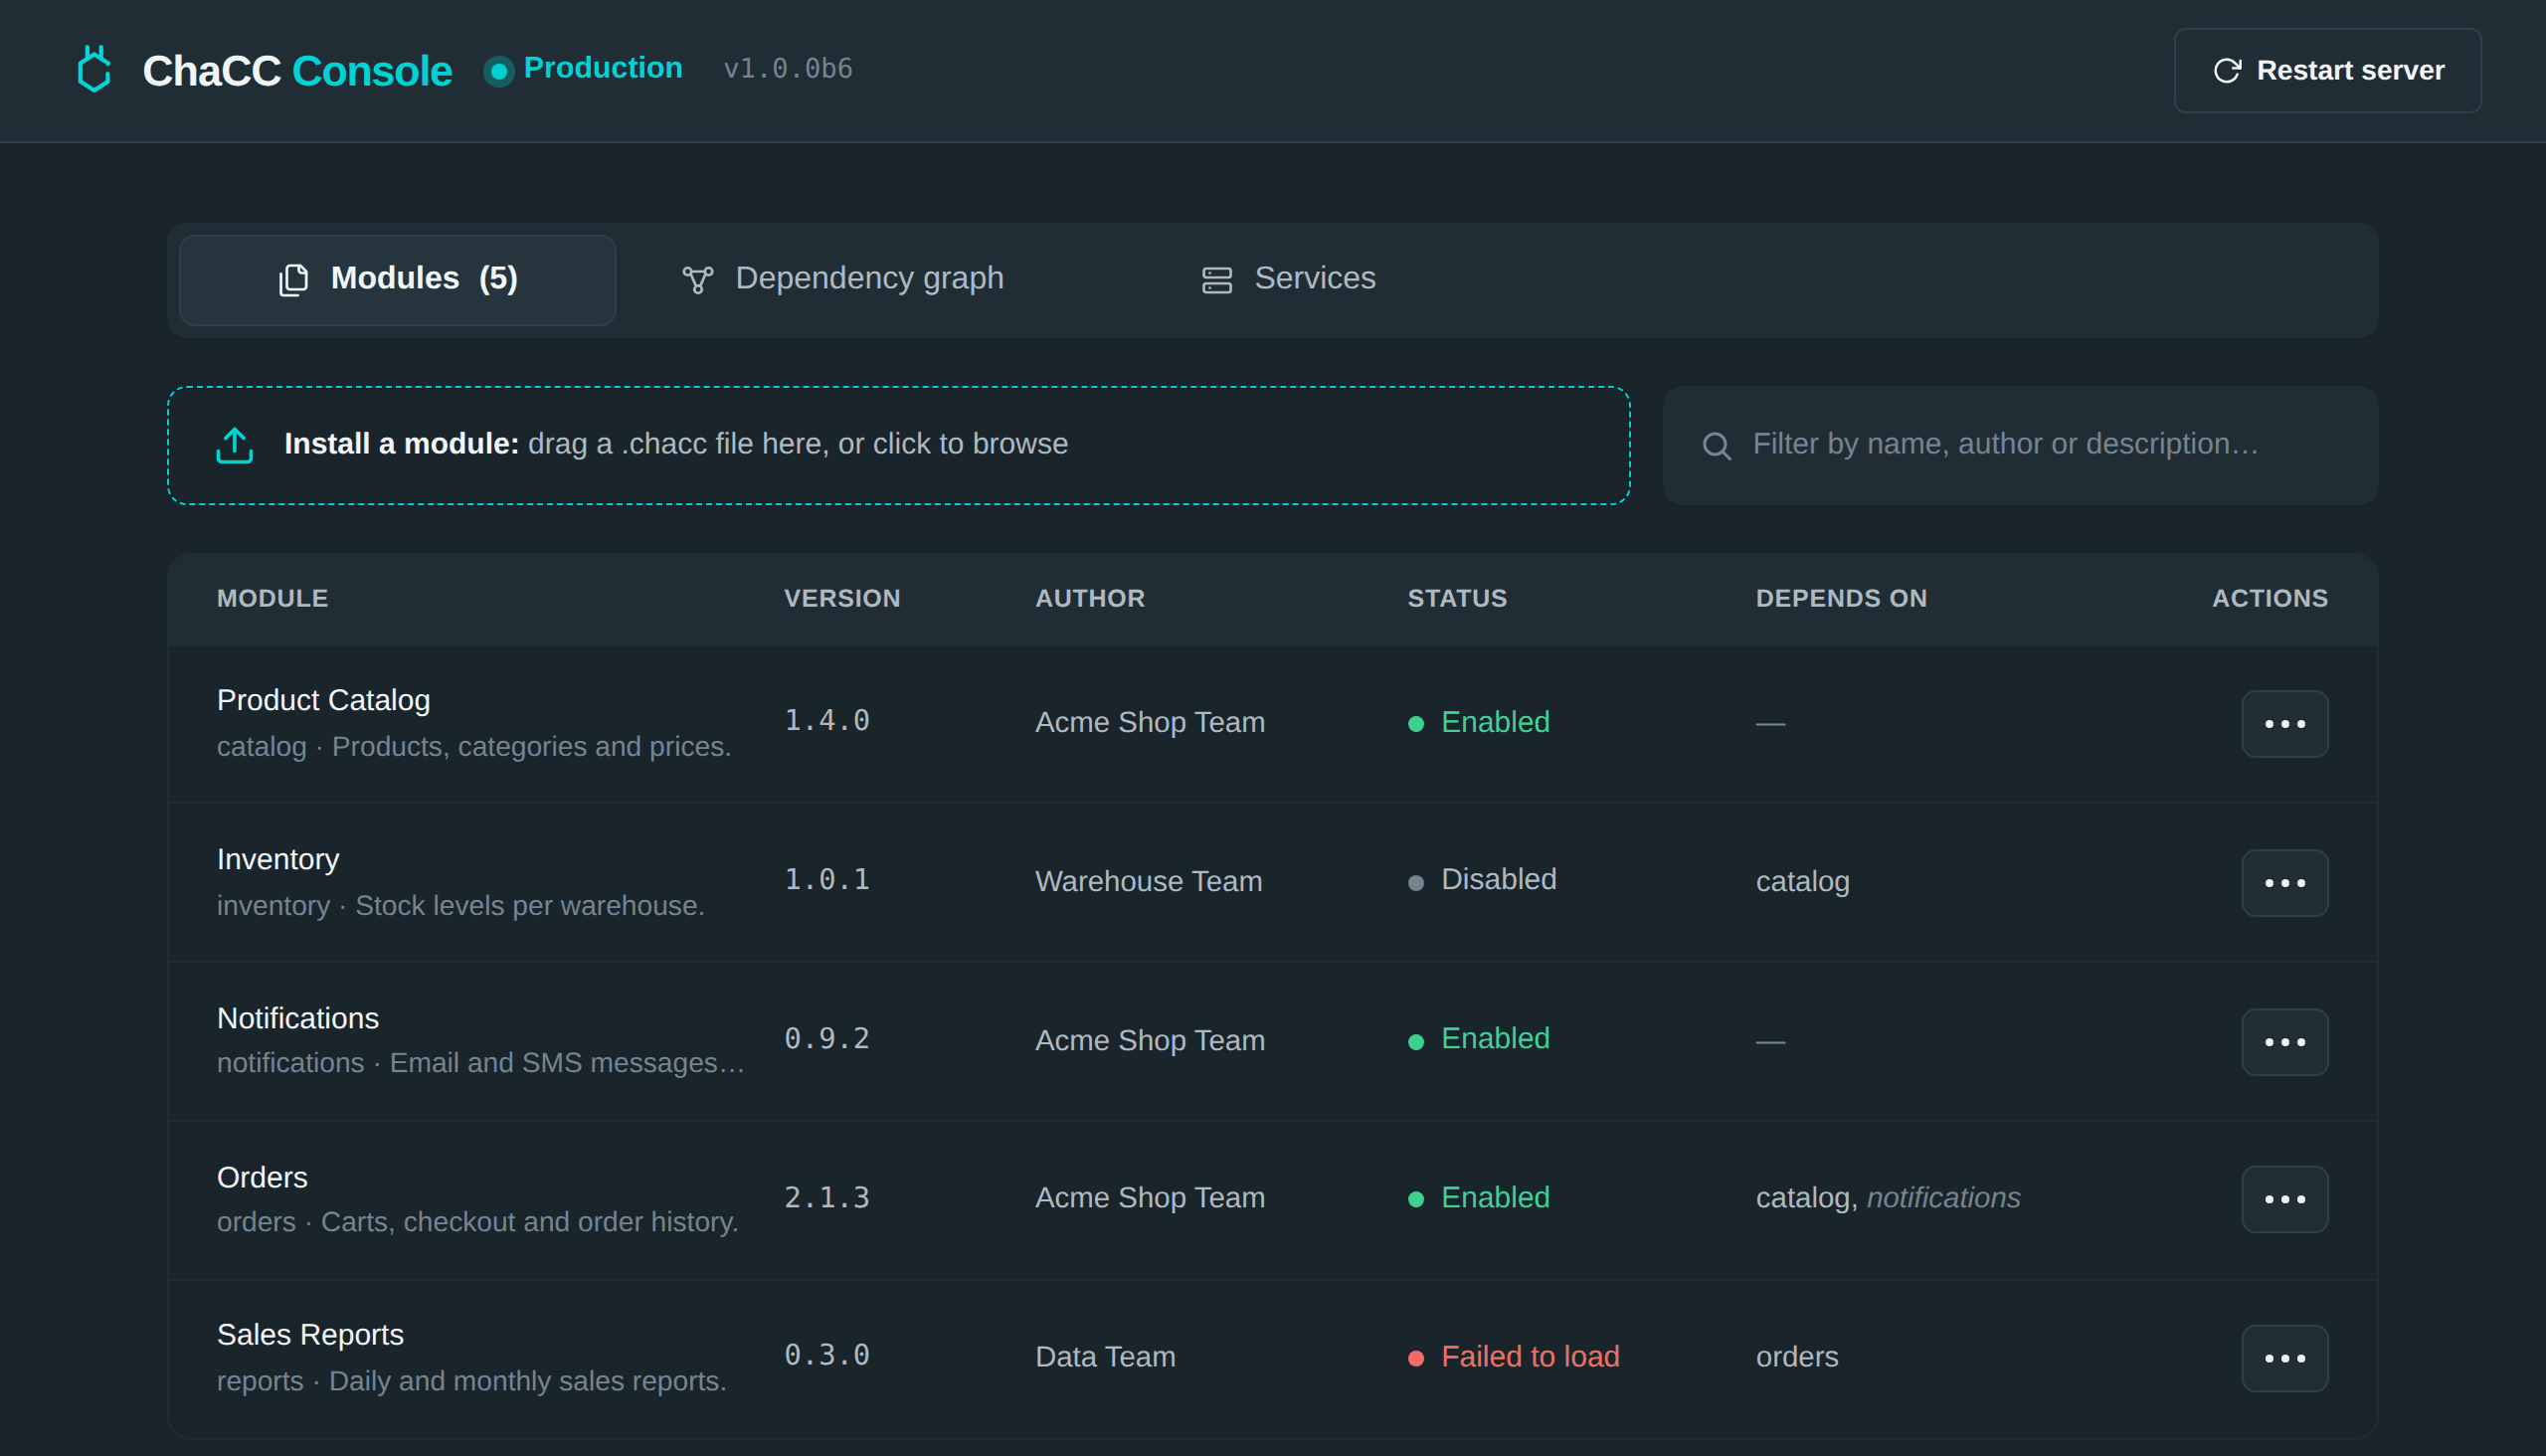 ChaCC Console Production v1.0.0b6 Restart server
Modules (5) Dependency graph Services
Install a module: drag a .chacc file here, or click to browse Filter by name, author or description…
MODULE VERSION AUTHOR STATUS DEPENDS ON ACTIONS
Product Catalog
catalog · Products, categories and prices. 1.4.0 Acme Shop Team Enabled —
Inventory
inventory · Stock levels per warehouse. 1.0.1 Warehouse Team Disabled catalog
Notifications
notifications · Email and SMS messages… 0.9.2 Acme Shop Team Enabled —
Orders
orders · Carts, checkout and order history. 2.1.3 Acme Shop Team Enabled catalog, notifications
Sales Reports
reports · Daily and monthly sales reports. 0.3.0 Data Team Failed to load orders